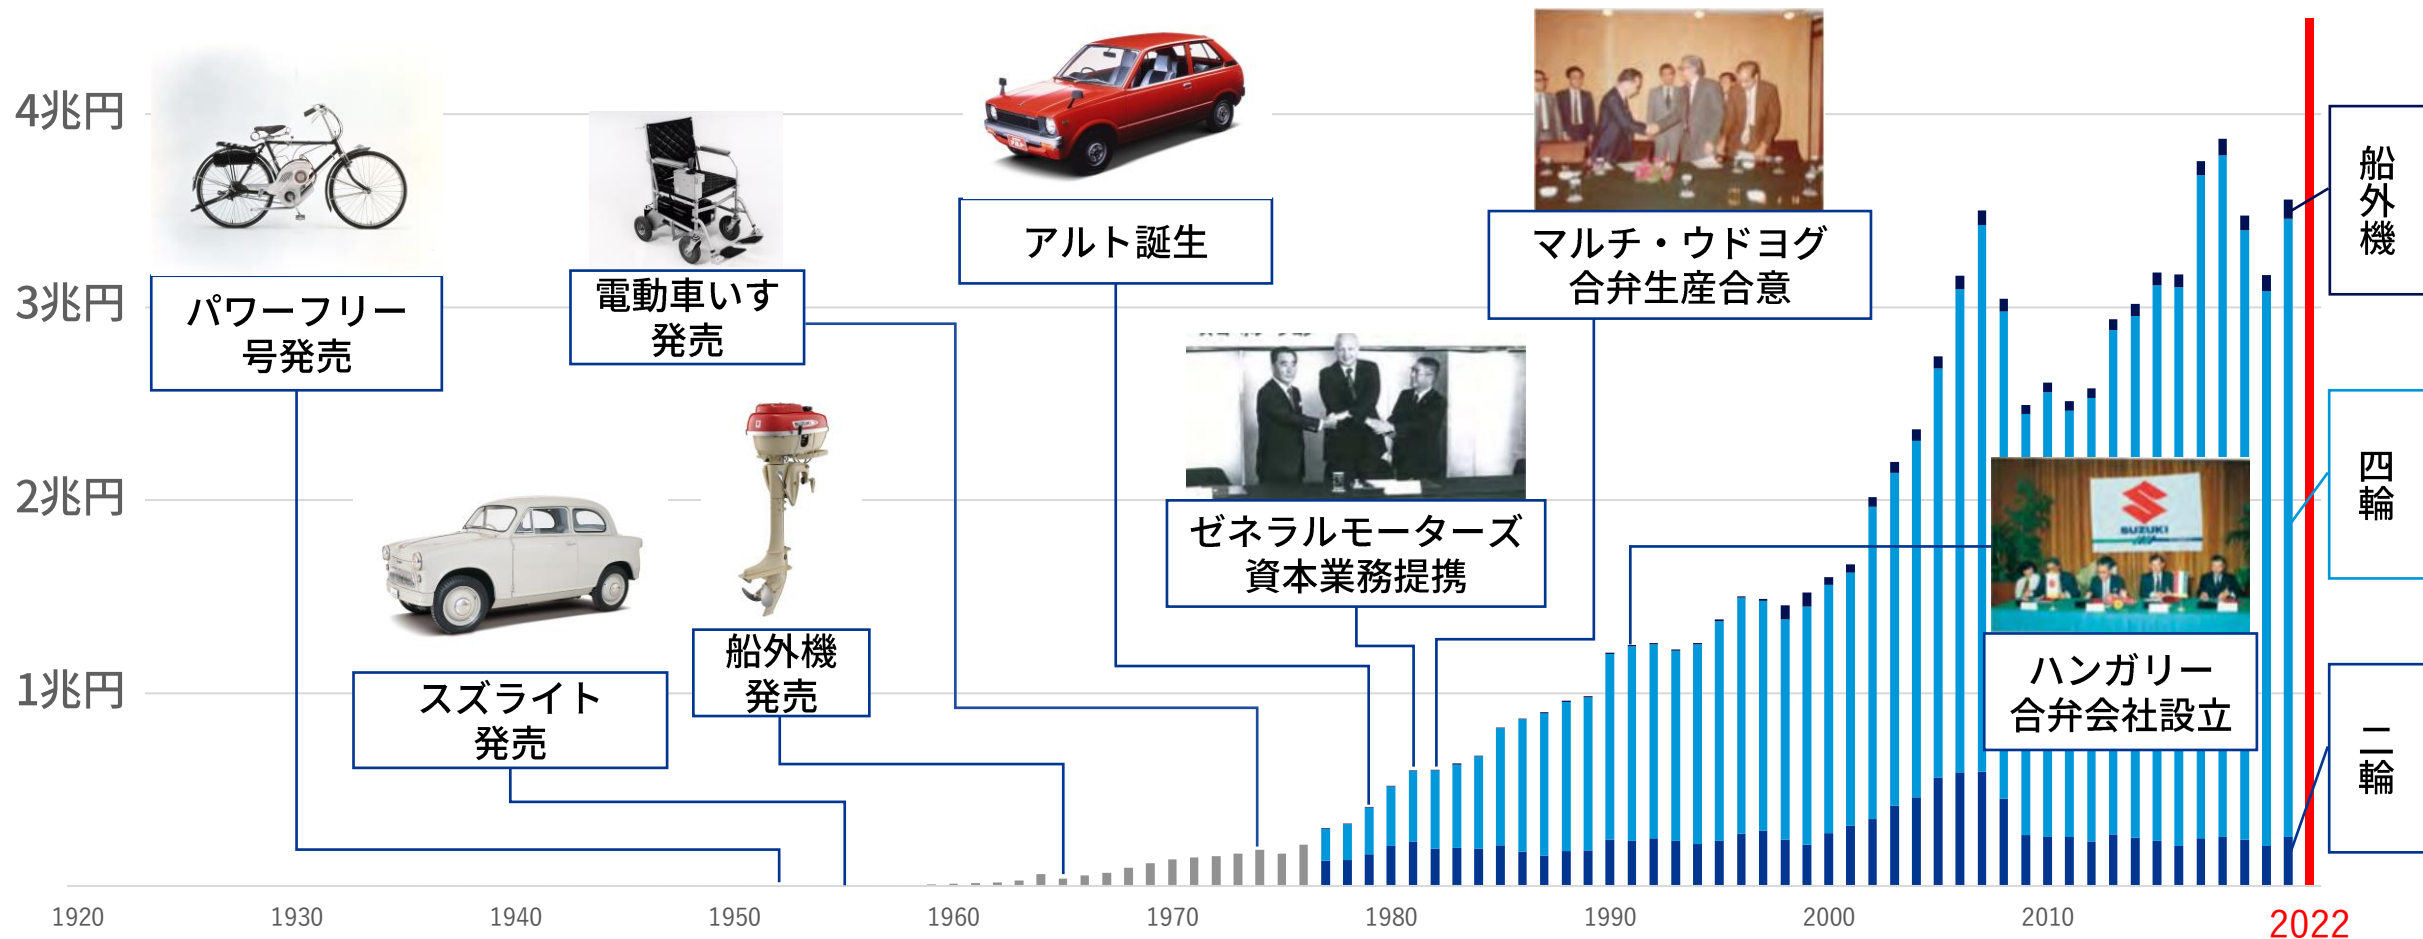 4兆円
3兆円
2兆円
1兆円
パワーフリー
号発売
スズライト
発売
電動車いす
発売
船外機
発売
アルト誕生
ゼネラルモーターズ
資本業務提携
マルチ・ウドヨグ
合弁生産合意
SUZUKI
ハンガリー
合弁会社設立
船外機
四輪
二輪
1920
1930
1940
1950
1960
1970
1980
1990
2000
2010
2022